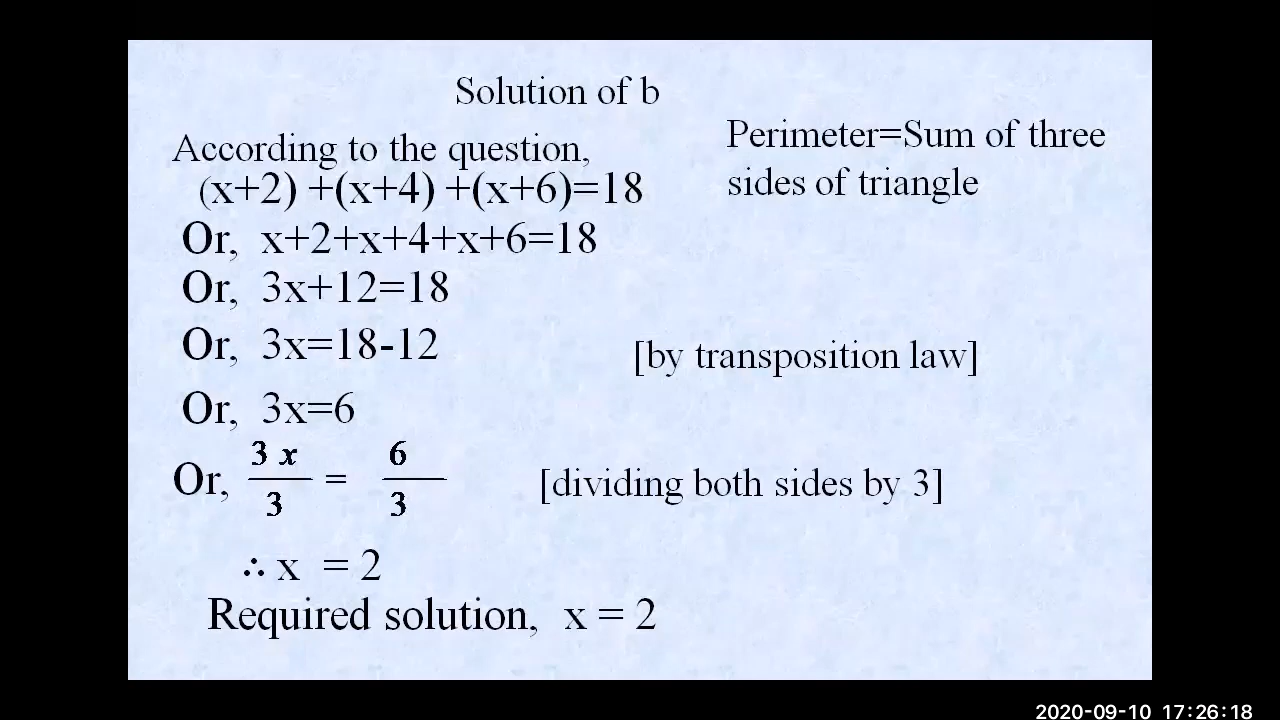 Solution of b
According to the question,
Perimeter=Sum of three
sides of triangle
(x+2) +(x+4) +(x+6)=18
Or, x+2+x+4+x+6=18
Or, 3x+12=18
Or, 3x=18-12 [by transposition law]
Or, 3x=6
Or, 3 x/3 = 6/3 [dividing both sides by 3]
∴ x = 2
Required solution, x = 2
2020-09-10 17:26:18